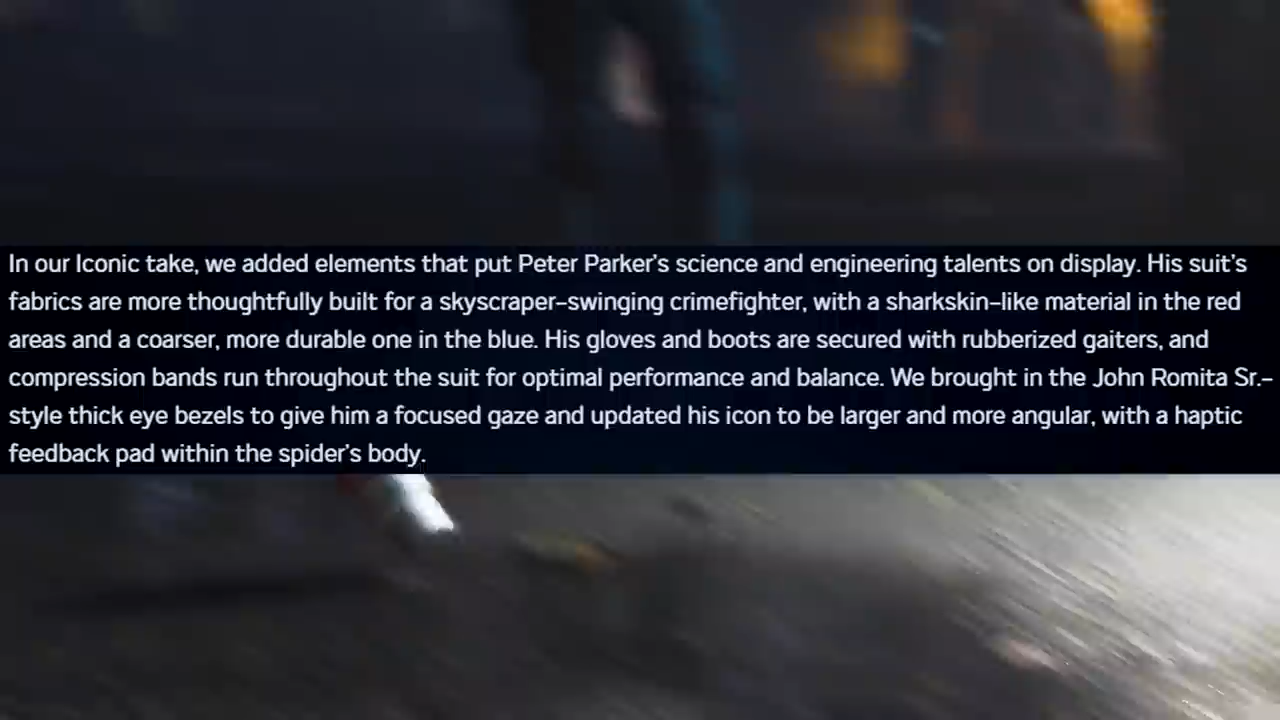 In our Iconic take, we added elements that put Peter Parker's science and engineering talents on display. His suit's
fabrics are more thoughtfully built for a skyscraper-swinging crimefighter, with a sharkskin-like material in the red
areas and a coarser, more durable one in the blue. His gloves and boots are secured with rubberized gaiters, and
compression bands run throughout the suit for optimal performance and balance. We brought in the John Romita Sr.-
style thick eye bezels to give him a focused gaze and updated his icon to be larger and more angular, with a haptic
feedback pad within the spider's body.